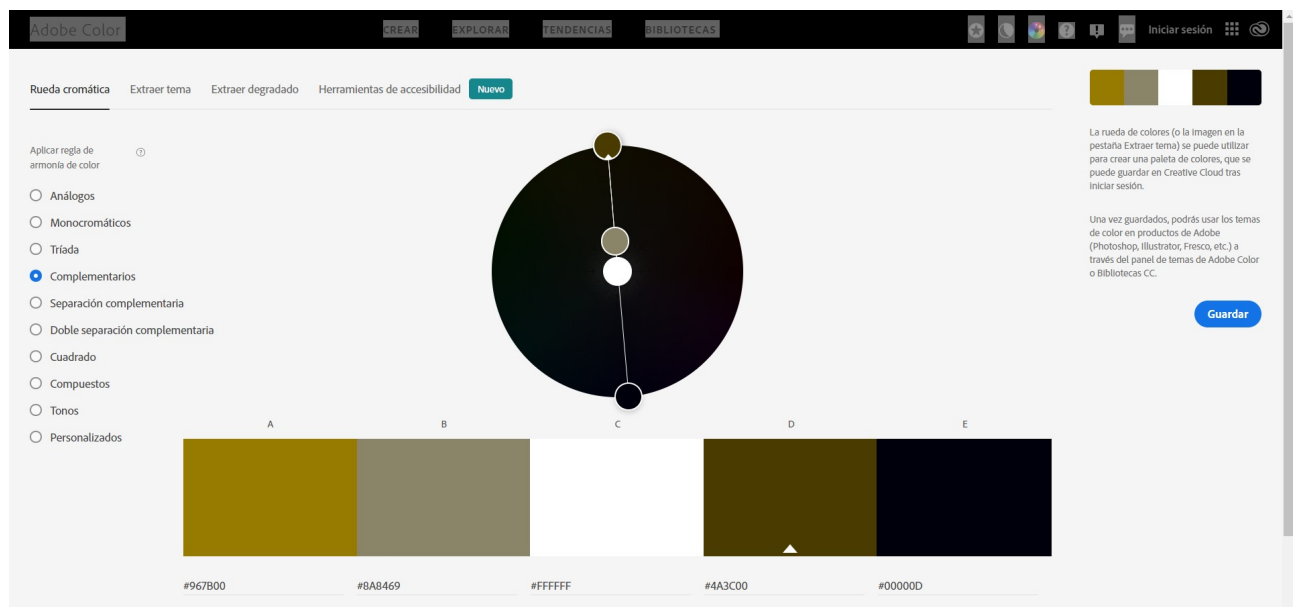 Adobe Color
CREAR EXPLORAR TENDENCIAS BIBLIOTECAS
Iniciar sesión
Rueda cromática Extraer tema Extraer degradado Herramientas de accesibilidad Nuevo
Aplicar regla de
armonía de color
Análogos
Monocromáticos
Tríada
Complementarios
Separación complementaria
Doble separación complementaria
Cuadrado
Compuestos
Tonos
Personalizados
La rueda de colores (o la imagen en la
pestaña Extraer tema) se puede utilizar
para crear una paleta de colores, que se
puede guardar en Creative Cloud tras
iniciar sesión.
Una vez guardados, podrás usar los temas
de color en productos de Adobe
(Photoshop, Illustrator, Fresco, etc.) a
través del panel de temas de Adobe Color
o Bibliotecas CC.
Guardar
A B C D E
#967B00 #8A8469 #FFFFFF #4A3C00 #00000D